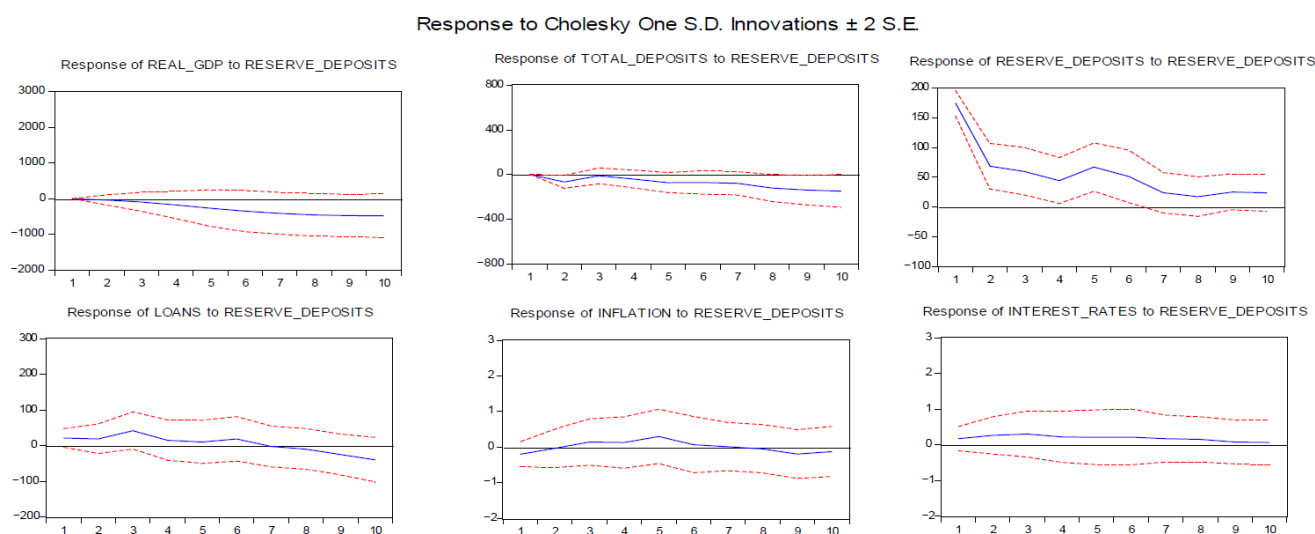 Response to Cholesky One S.D. Innovations ± 2 S.E.
Response of REAL_GDP to RESERVE_DEPOSITS
3000
2000
1000
0
−1000
−2000
1 2 3 4 5 6 7 8 9 10
Response of TOTAL_DEPOSITS to RESERVE_DEPOSITS
800
400
0
−400
−800
1 2 3 4 5 6 7 8 9 10
Response of RESERVE_DEPOSITS to RESERVE_DEPOSITS
200
150
100
50
0
−50
−100
1 2 3 4 5 6 7 8 9 10
Response of LOANS to RESERVE_DEPOSITS
300
200
100
0
−100
−200
1 2 3 4 5 6 7 8 9 10
Response of INFLATION to RESERVE_DEPOSITS
3
2
1
0
−1
−2
1 2 3 4 5 6 7 8 9 10
Response of INTEREST_RATES to RESERVE_DEPOSITS
3
2
1
0
−1
−2
1 2 3 4 5 6 7 8 9 10